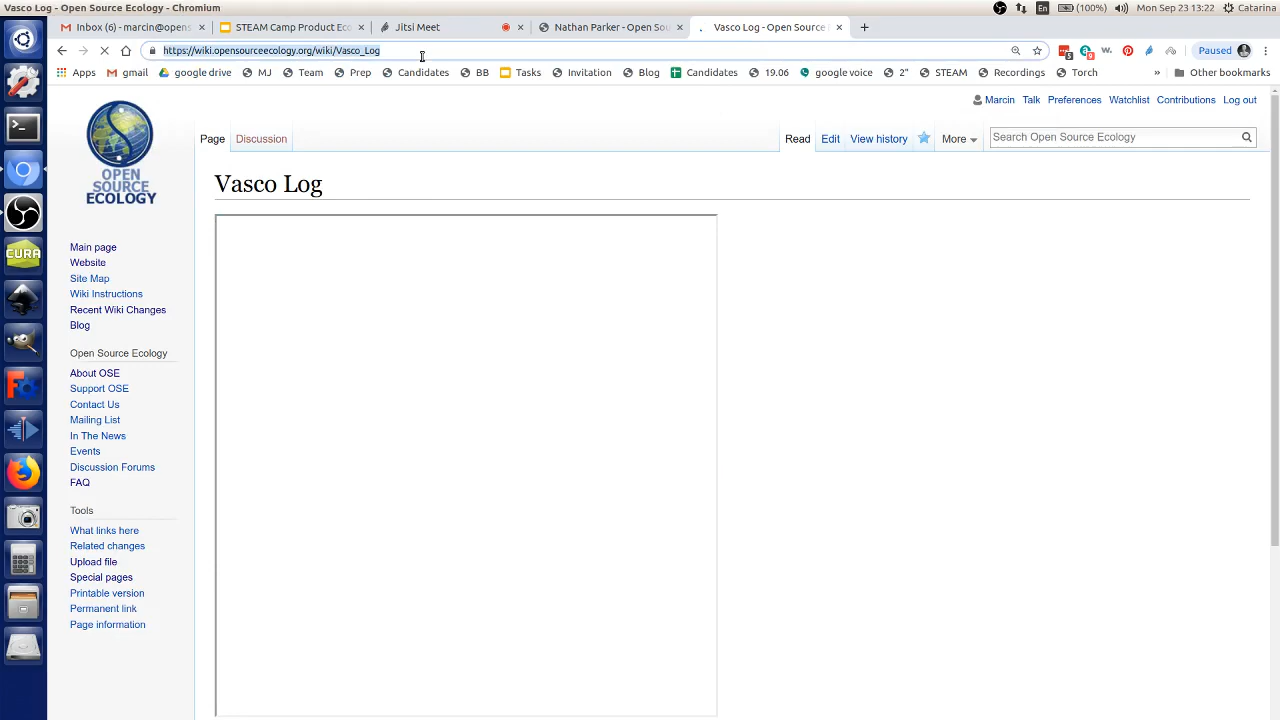 Vasco Log - Open Source Ecology - Chromium
En (100%) Mon Sep 23 13:22 Catarina
Inbox (6) - marcin@opens
STEAM Camp Product Eco
Jitsi Meet
Nathan Parker - Open Sou
Vasco Log - Open Source
https://wiki.opensourceecology.org/wiki/Vasco_Log
5 9 W. Paused
Apps gmail google drive MJ Team Prep Candidates BB Tasks Invitation Blog Candidates 19.06 google voice 2" STEAM Recordings Torch » Other bookmarks
Marcin Talk Preferences Watchlist Contributions Log out
Page Discussion Read Edit View history More Search Open Source Ecology
OPEN
SOURCE
ECOLOGY
Vasco Log
Main page
Website
Site Map
Wiki Instructions
Recent Wiki Changes
Blog
Open Source Ecology
About OSE
Support OSE
Contact Us
Mailing List
In The News
Events
Discussion Forums
FAQ
Tools
What links here
Related changes
Upload file
Special pages
Printable version
Permanent link
Page information
CURA